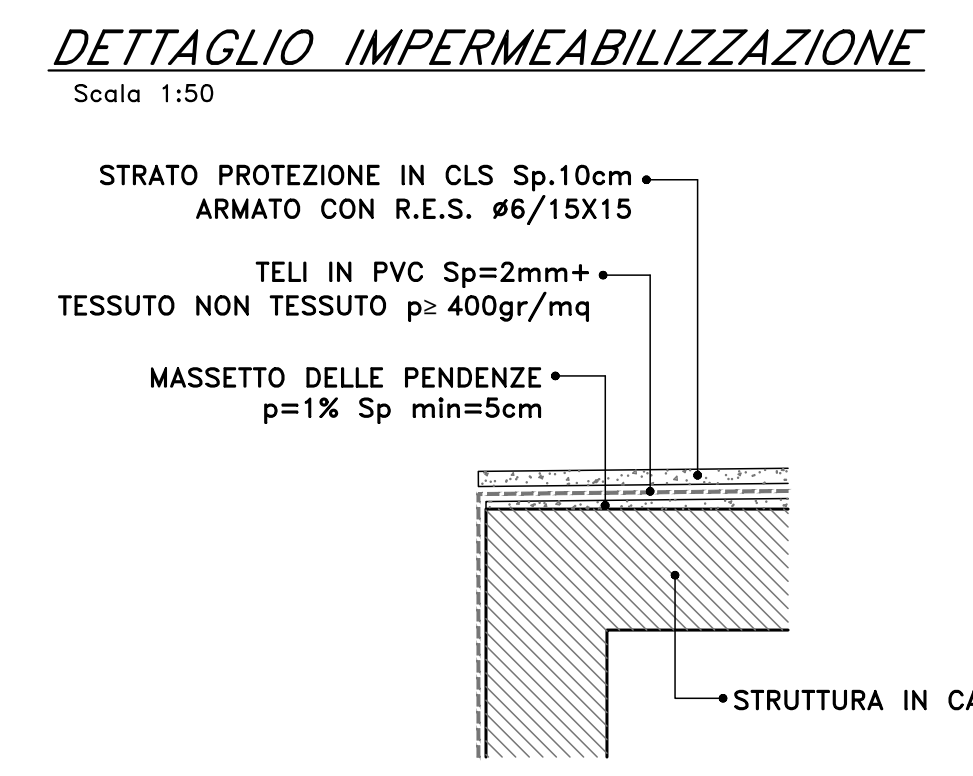 DETTAGLIO IMPERMEABILIZZAZIONE
Scala 1:50
STRATO PROTEZIONE IN CLS Sp.10cm
ARMATO CON R.E.S. ø6/15X15
TELI IN PVC Sp=2mm+
TESSUTO NON TESSUTO p≥ 400gr/mq
MASSETTO DELLE PENDENZE
p=1% Sp min=5cm
STRUTTURA IN